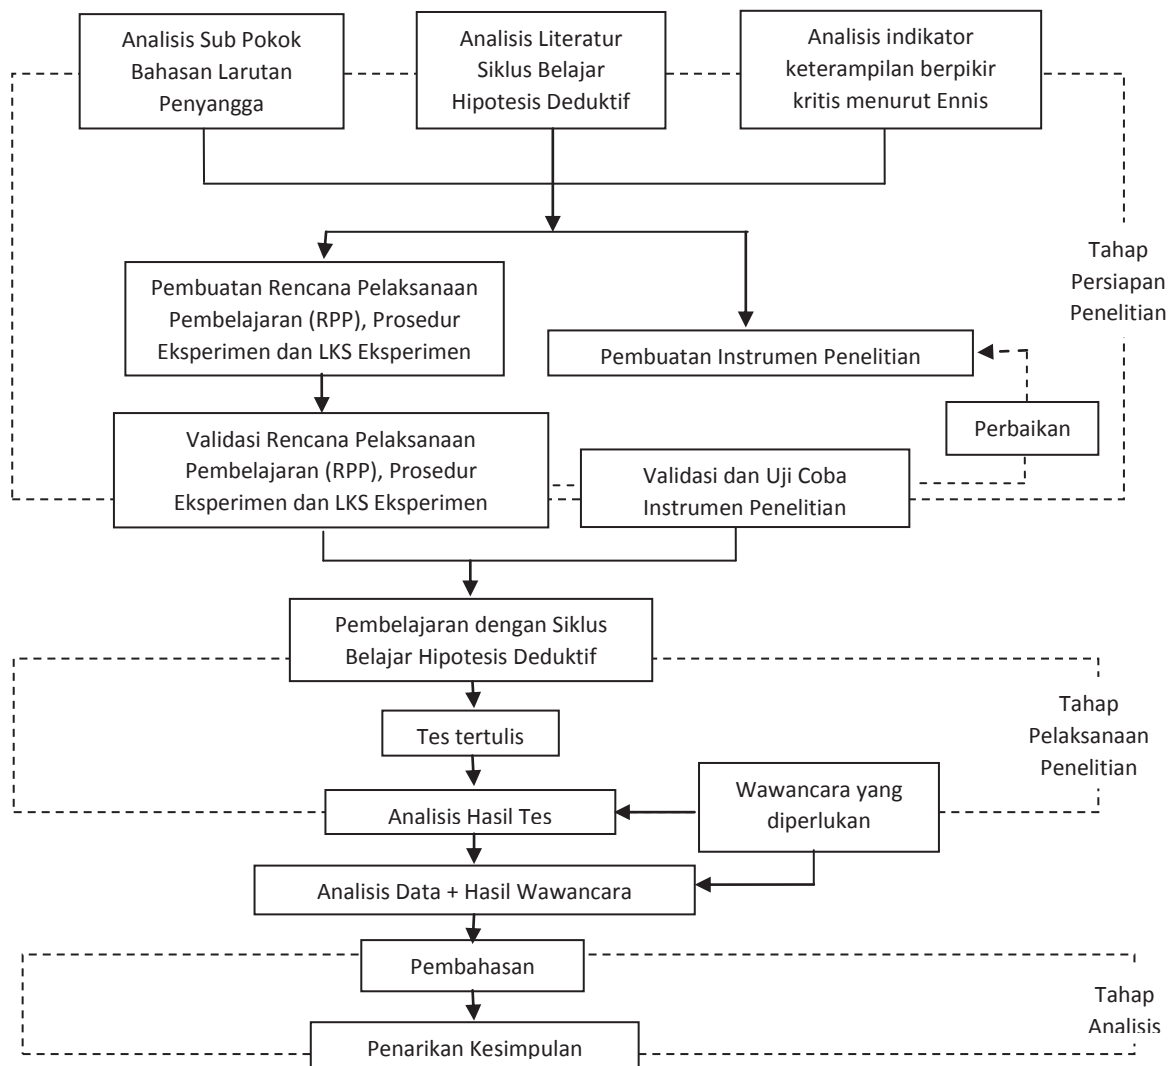 Analisis Sub Pokok
Bahasan Larutan
Penyangga
Analisis Literatur
Siklus Belajar
Hipotesis Deduktif
Analisis indikator
keterampilan berpikir
kritis menurut Ennis
Tahap
Persiapan
Penelitian
Pembuatan Rencana Pelaksanaan
Pembelajaran (RPP), Prosedur
Eksperimen dan LKS Eksperimen
Pembuatan Instrumen Penelitian
Perbaikan
Validasi Rencana Pelaksanaan
Pembelajaran (RPP), Prosedur
Eksperimen dan LKS Eksperimen
Validasi dan Uji Coba
Instrumen Penelitian
Pembelajaran dengan Siklus
Belajar Hipotesis Deduktif
Tahap
Pelaksanaan
Penelitian
Tes tertulis
Wawancara yang
diperlukan
Analisis Hasil Tes
Analisis Data + Hasil Wawancara
Pembahasan
Tahap
Analisis
Penarikan Kesimpulan